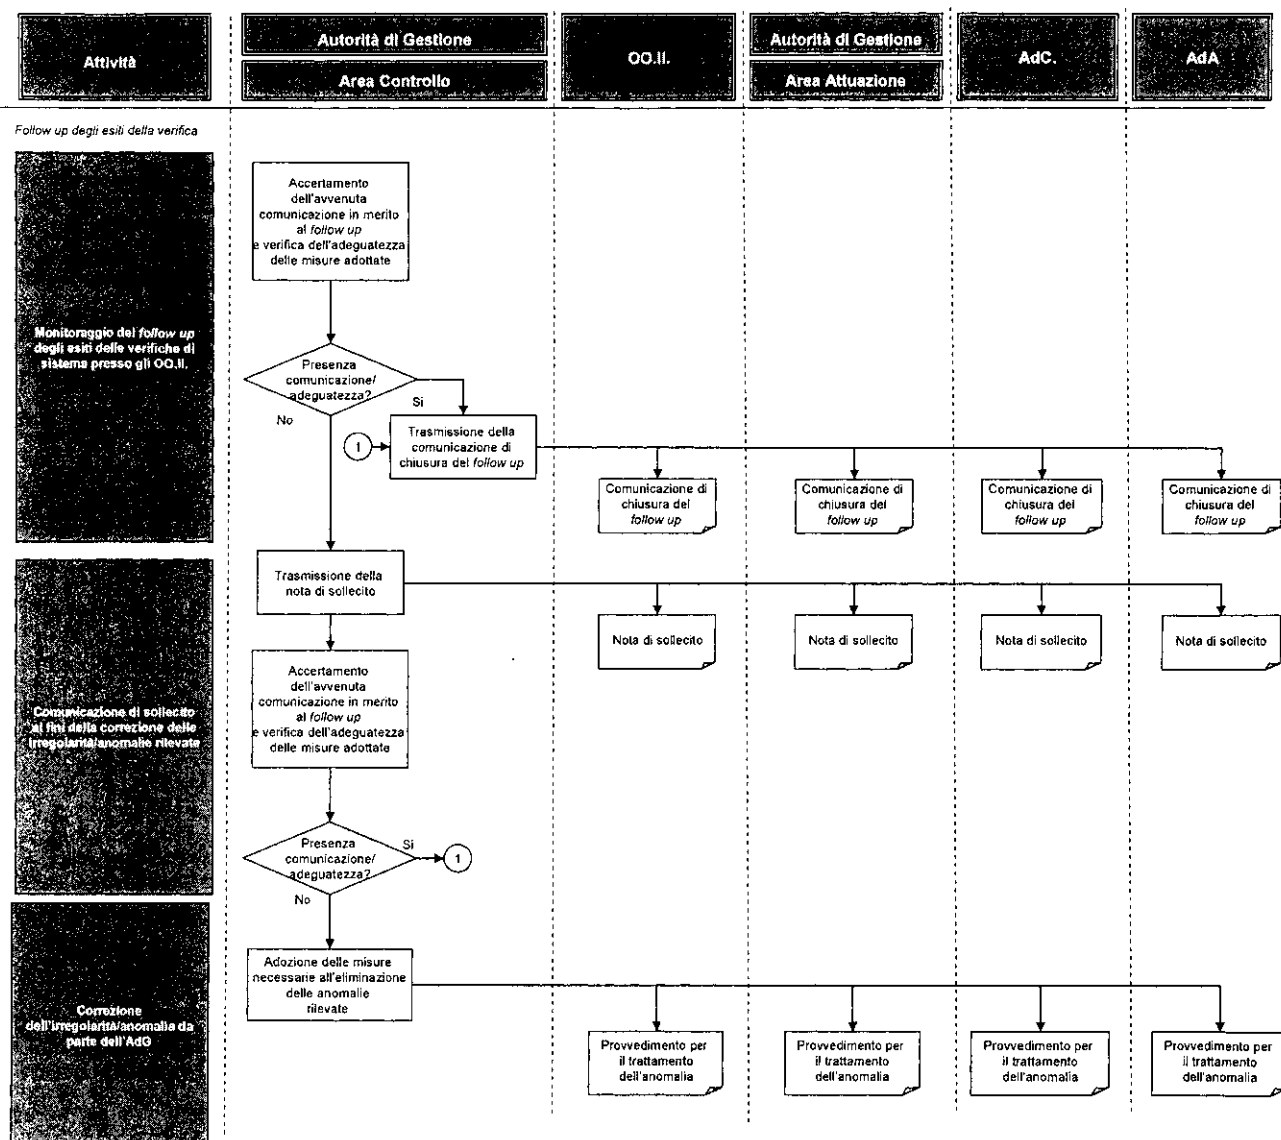 Attività
Autorità di Gestione
Area Controllo
OO.II.
Autorità di Gestione
Area Attuazione
AdC.
AdA
Follow up degli esiti della verifica
Monitoraggio del follow up
degli esiti delle verifiche di
sistema presso gli OO.II.
Accertamento
dell'avvenuta
comunicazione in merito
al follow up
e verifica dell'adeguatezza
delle misure adottate
Presenza
comunicazione/
adeguatezza?
Si
No
1
Trasmissione della
comunicazione di
chiusura del follow up
Comunicazione di
chiusura del
follow up
Comunicazione di
chiusura del
follow up
Comunicazione di
chiusura del
follow up
Comunicazione di
chiusura del
follow up
Comunicazione di sollecito
ai fini della correzione delle
irregolarità/anomalie rilevate
Trasmissione della
nota di sollecito
Nota di sollecito
Nota di sollecito
Nota di sollecito
Nota di sollecito
Accertamento
dell'avvenuta
comunicazione in merito
al follow up
e verifica dell'adeguatezza
delle misure adottate
Presenza
comunicazione/
adeguatezza?
Si
1
No
Correzione
dell'irregolarità/anomalia da
parte dell'AdG
Adozione delle misure
necessarie all'eliminazione
delle anomalie
rilevate
Provvedimento per
il trattamento
dell'anomalia
Provvedimento per
il trattamento
dell'anomalia
Provvedimento per
il trattamento
dell'anomalia
Provvedimento per
il trattamento
dell'anomalia